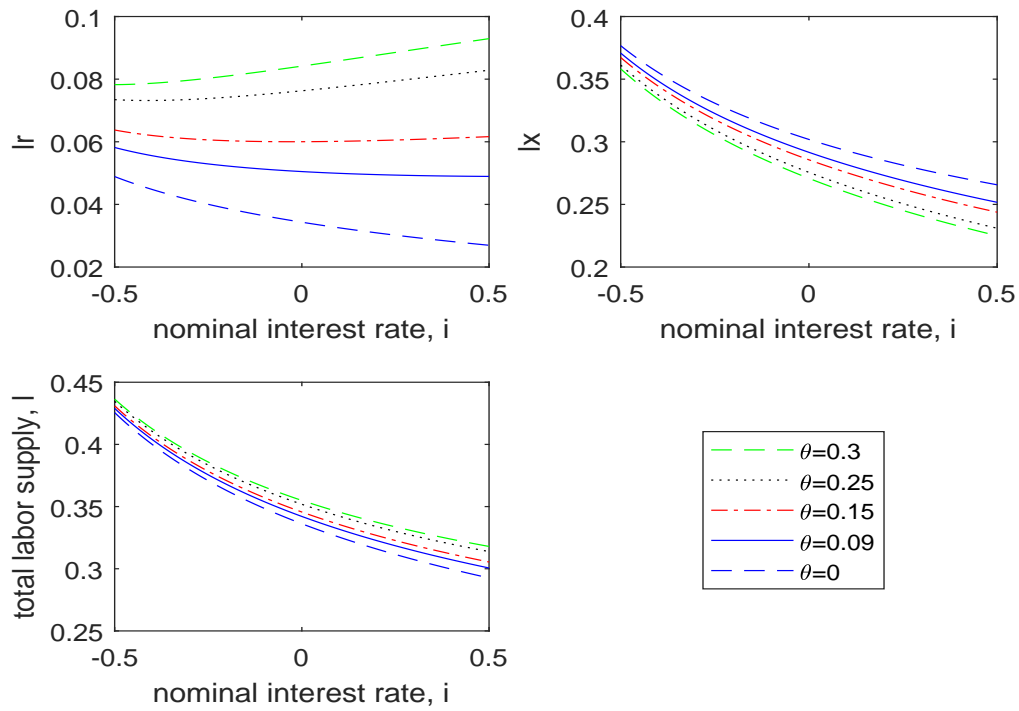 0.1
0.08
0.06
0.04
0.02
lr
-0.5
0
0.5
nominal interest rate, i
0.4
0.35
0.3
0.25
0.2
lx
-0.5
0
0.5
nominal interest rate, i
0.45
0.4
0.35
0.3
0.25
total labor supply, l
-0.5
0
0.5
nominal interest rate, i
θ=0.3
θ=0.25
θ=0.15
θ=0.09
θ=0